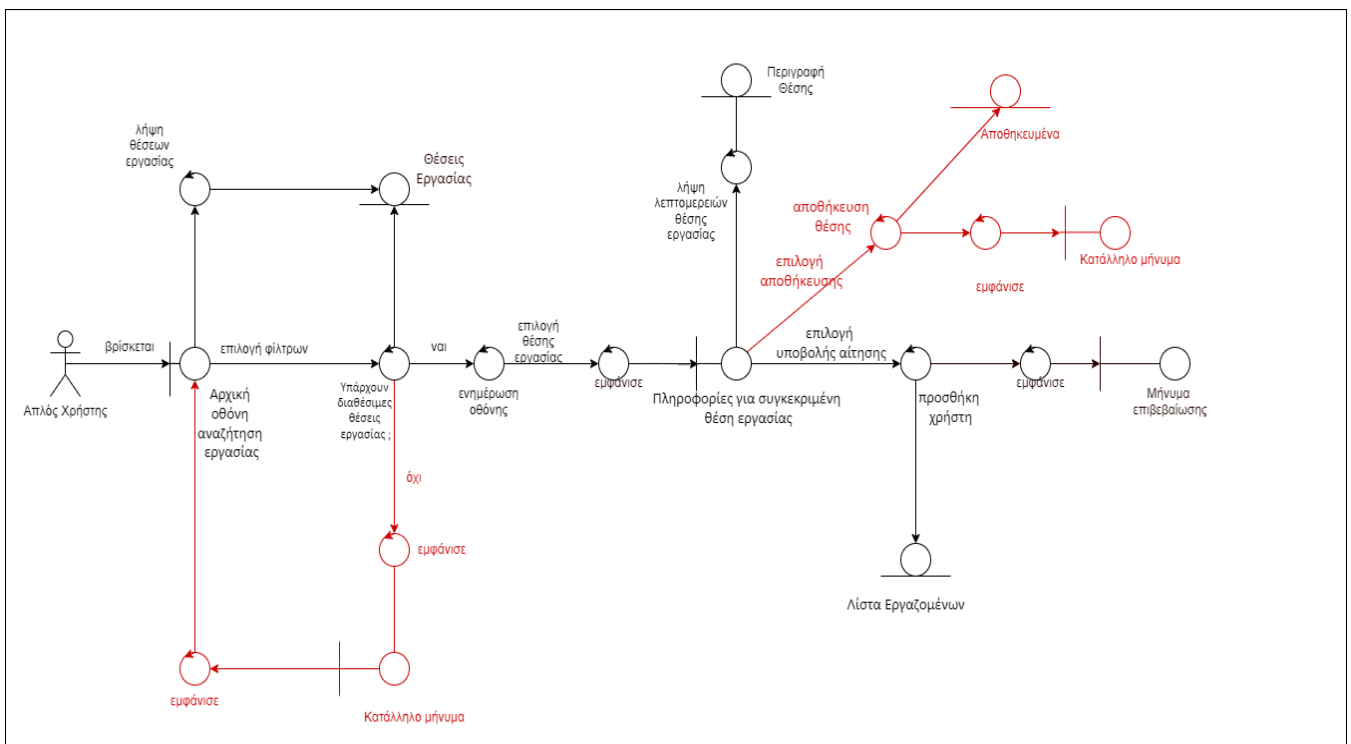 Περιγραφή
Θέσης
Αποθηκευμένα
λήψη
θέσεων
εργασίας
Θέσεις
Εργασίας
λήψη
λεπτομερειών
θέσης
εργασίας
αποθήκευση
θέσης
επιλογή
αποθήκευσης
εμφάνισε
Κατάλληλο μήνυμα
Απλός Χρήστης
βρίσκεται
Αρχική
οθόνη
αναζήτηση
εργασίας
επιλογή φίλτρων
Υπάρχουν
διαθέσιμες
θέσεις
εργασίας ;
ναι
ενημέρωση
οθόνης
επιλογή
θέσης
εργασίας
εμφάνισε
Πληροφορίες για συγκεκριμένη
θέση εργασίας
επιλογή
υποβολής αίτησης
προσθήκη
χρήστη
εμφάνισε
Μήνυμα
επιβεβαίωσης
όχι
εμφάνισε
Λίστα Εργαζομένων
εμφάνισε
Κατάλληλο μήνυμα